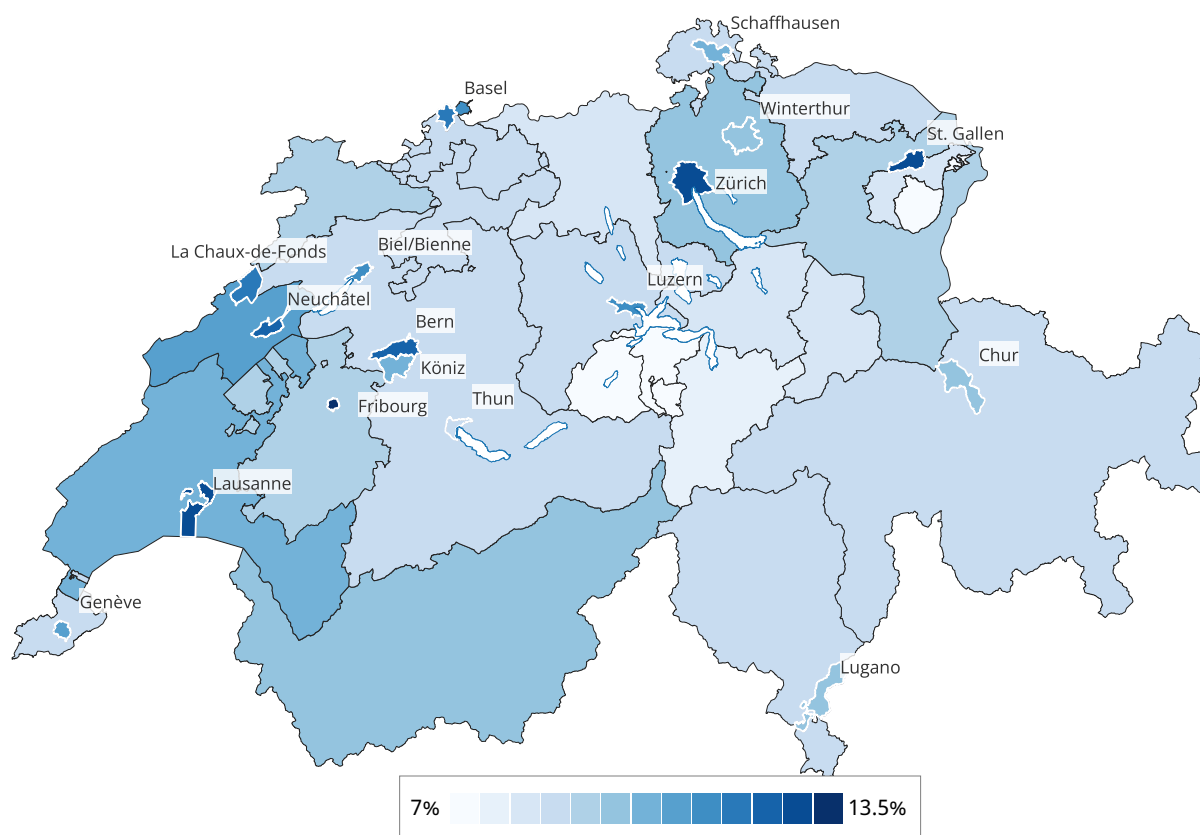 Schaffhausen
Basel
Winterthur
St. Gallen
Zürich
La Chaux-de-Fonds
Biel/Bienne
Luzern
Neuchâtel
Bern
Chur
Köniz
Thun
Fribourg
Lausanne
Genève
Lugano
7% 13.5%